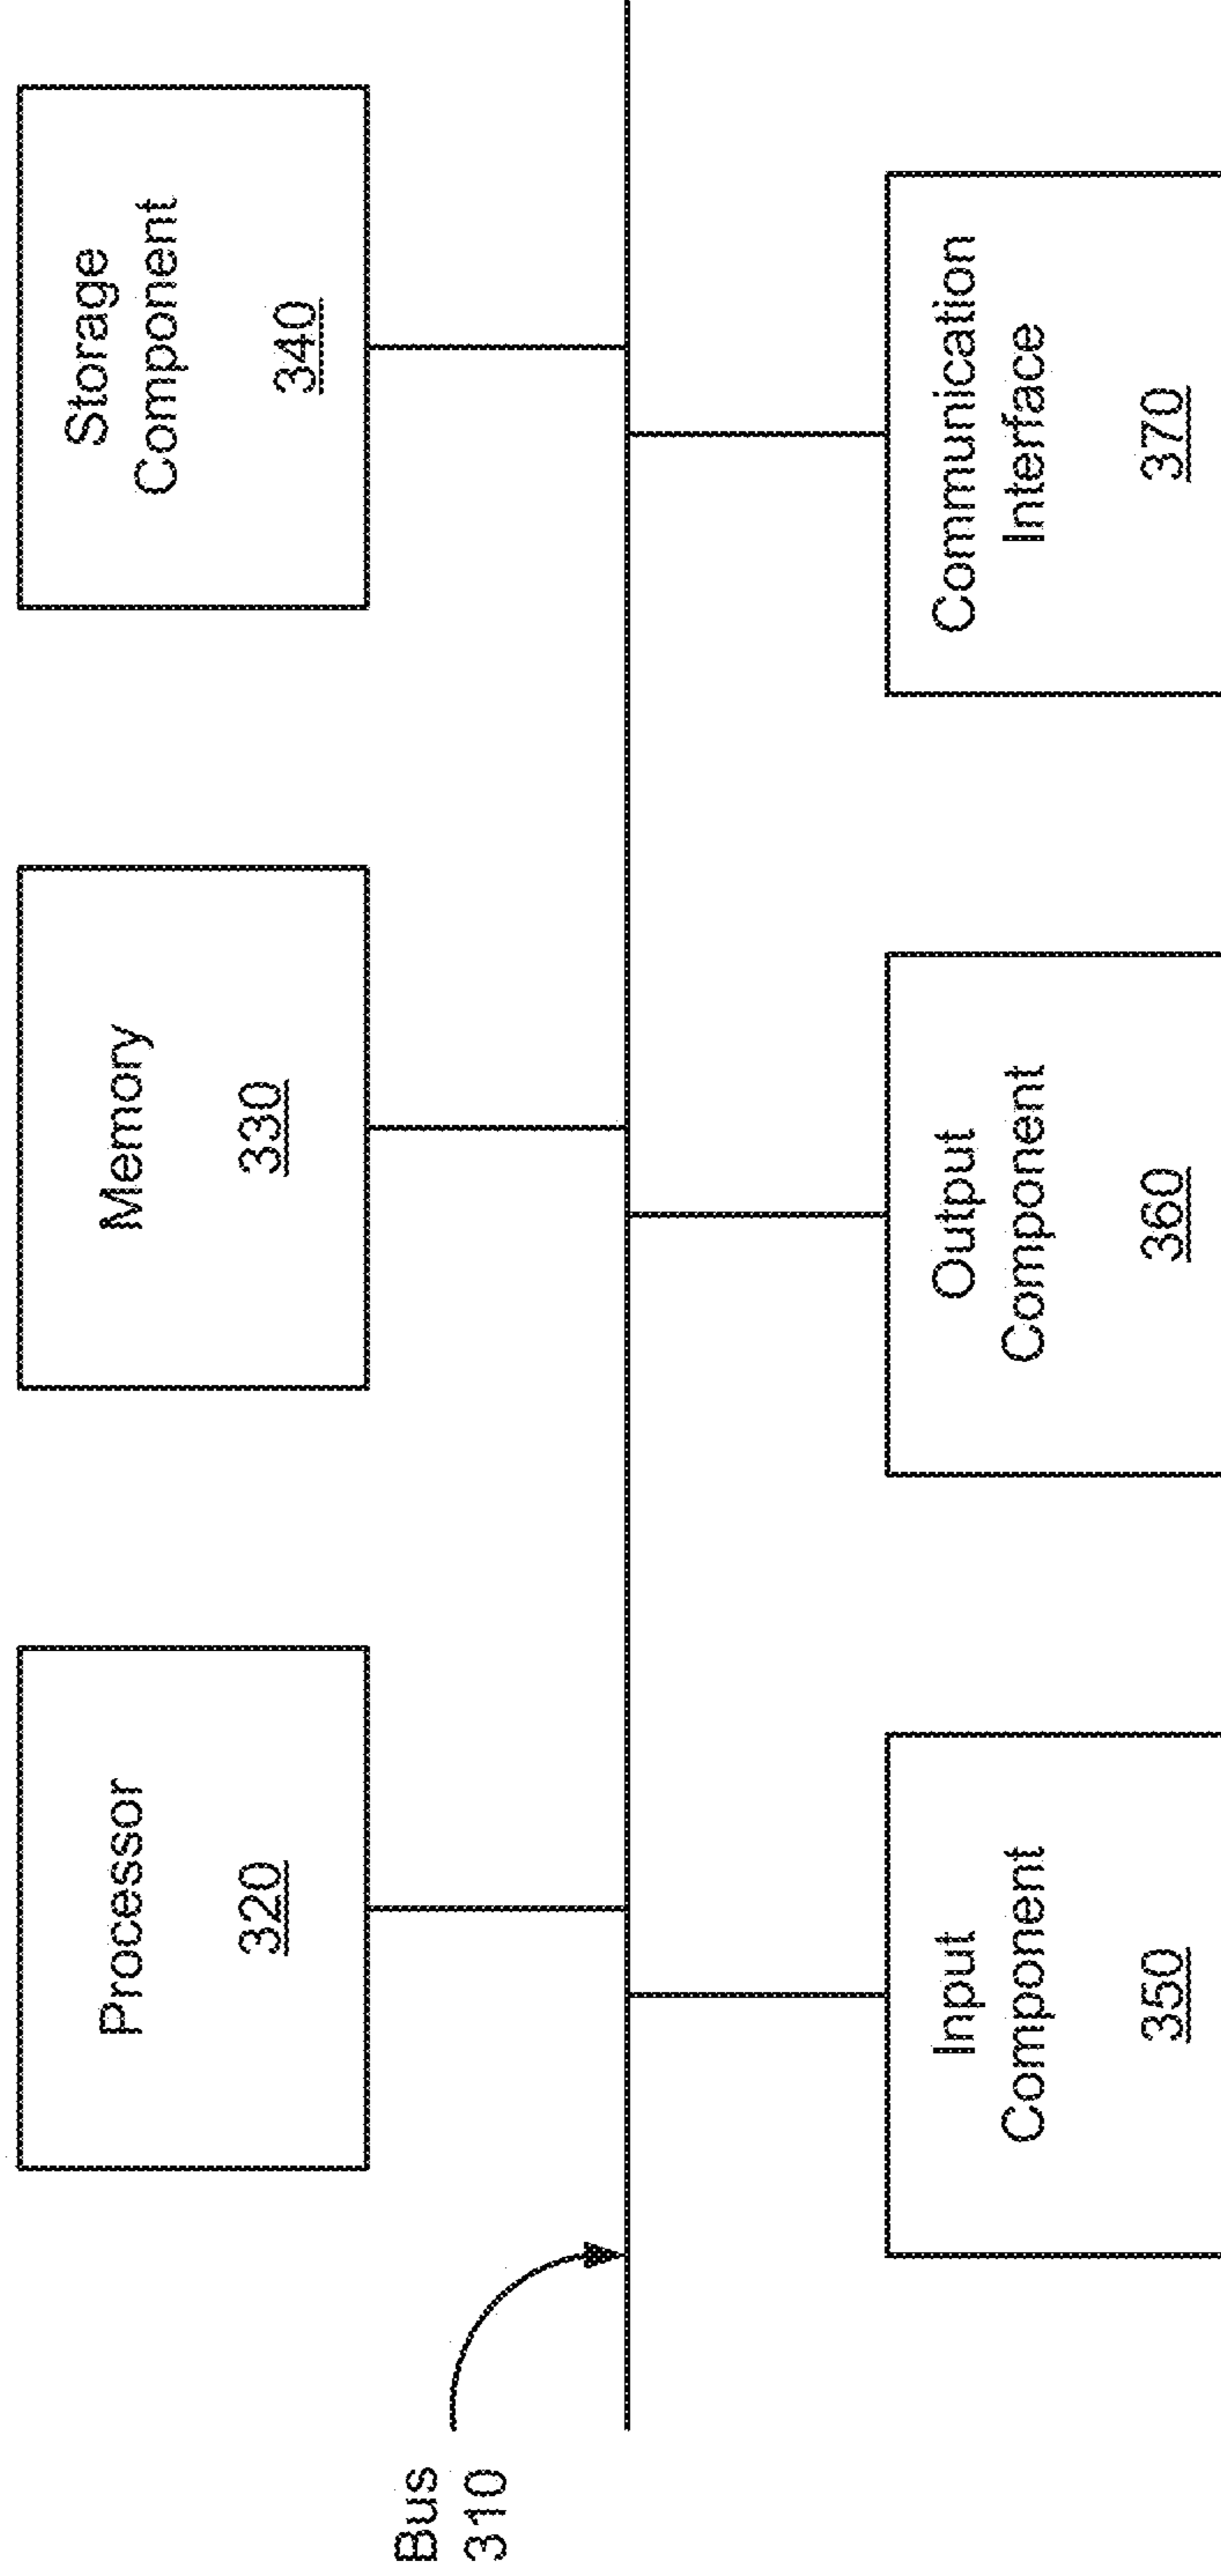 Bus
310
Processor
320
Memory
330
Storage
Component
340
Input
Component
350
Output
Component
360
Communication
Interface
370